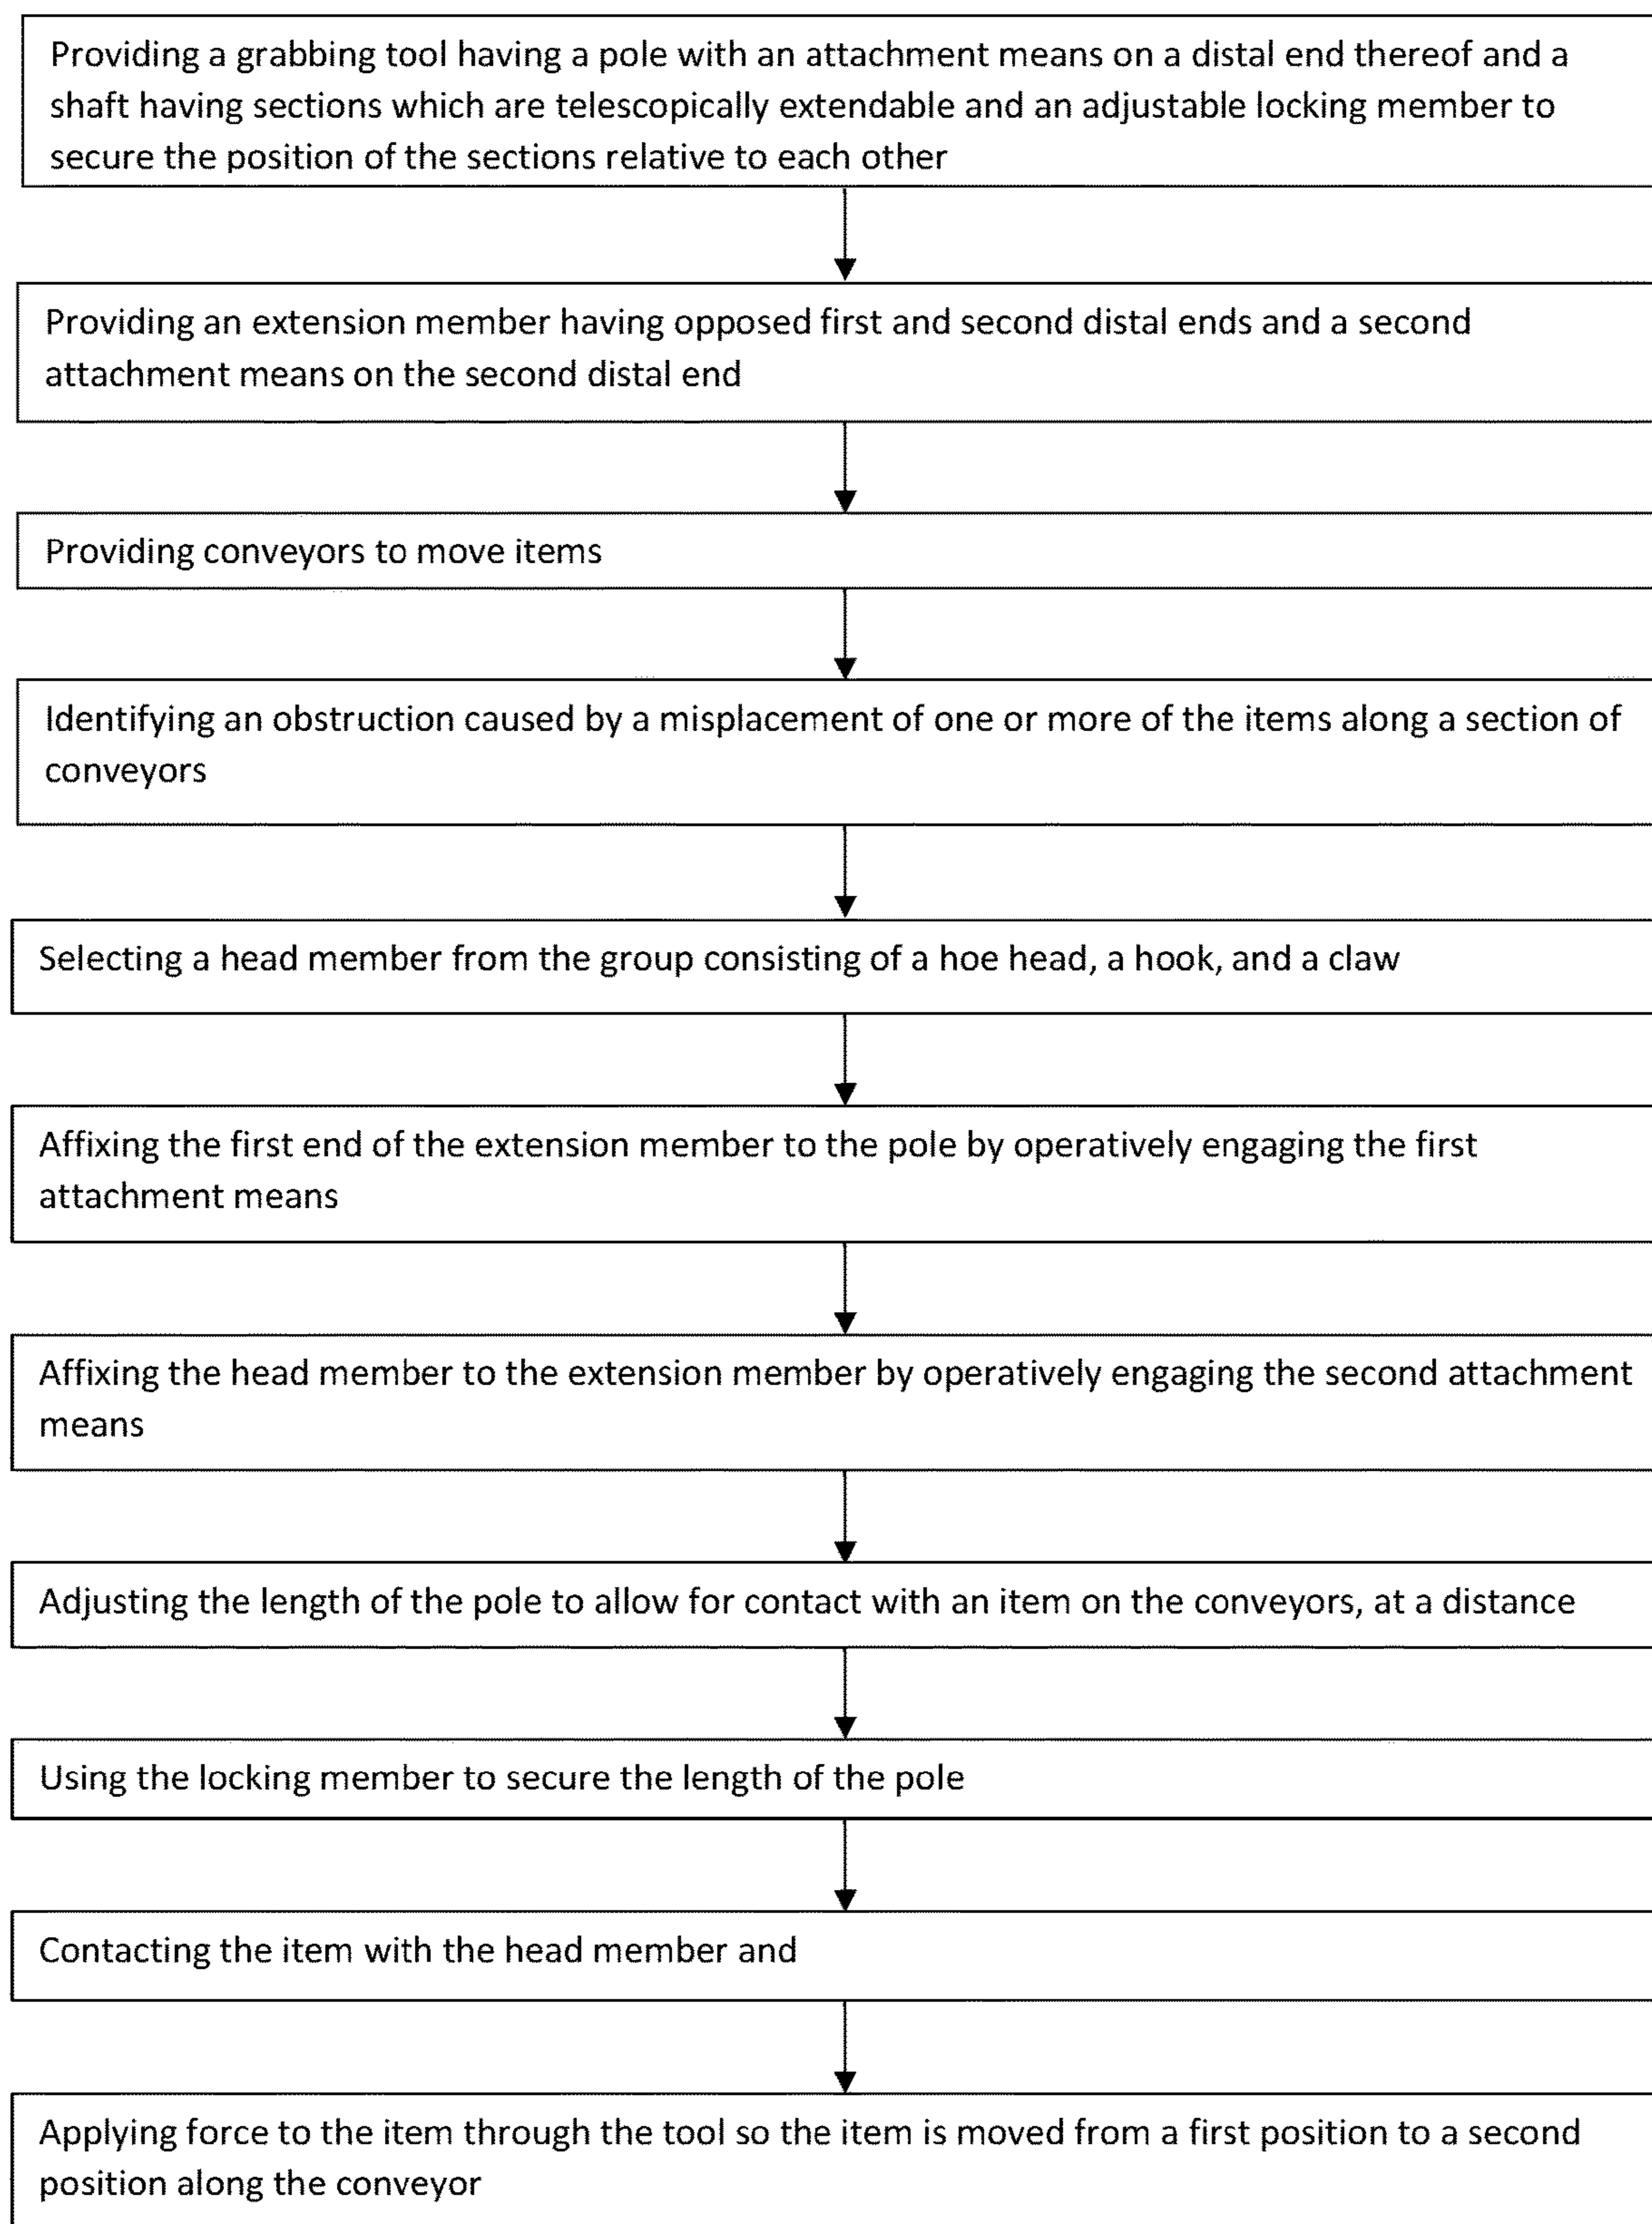 Providing a grabbing tool having a pole with an attachment means on a distal end thereof and a
shaft having sections which are telescopically extendable and an adjustable locking member to
secure the position of the sections relative to each other
Providing an extension member having opposed first and second distal ends and a second
attachment means on the second distal end
Providing conveyors to move items
Identifying an obstruction caused by a misplacement of one or more of the items along a section of
conveyors
Selecting a head member from the group consisting of a hoe head, a hook, and a claw
Affixing the first end of the extension member to the pole by operatively engaging the first
attachment means
Affixing the head member to the extension member by operatively engaging the second attachment
means
Adjusting the length of the pole to allow for contact with an item on the conveyors, at a distance
Using the locking member to secure the length of the pole
Contacting the item with the head member and
Applying force to the item through the tool so the item is moved from a first position to a second
position along the conveyor